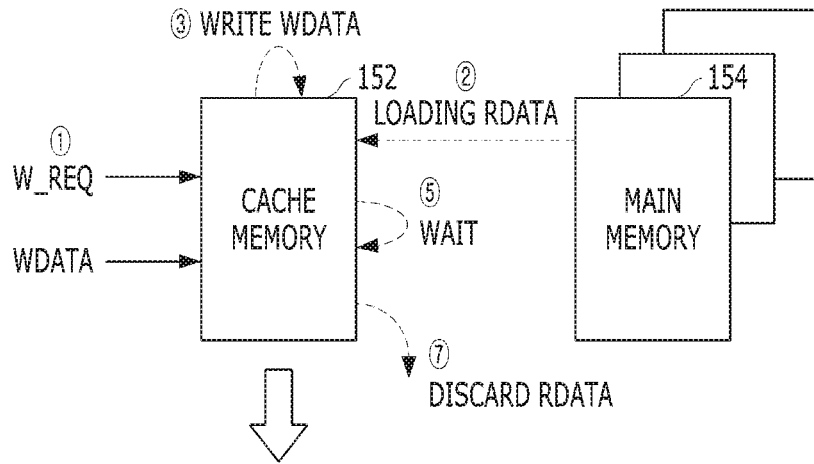 ③ WRITE WDATA
152
② 
LOADING RDATA
154
①
W_REQ
WDATA
CACHE
MEMORY
⑤
WAIT
MAIN
MEMORY
⑦
DISCARD RDATA